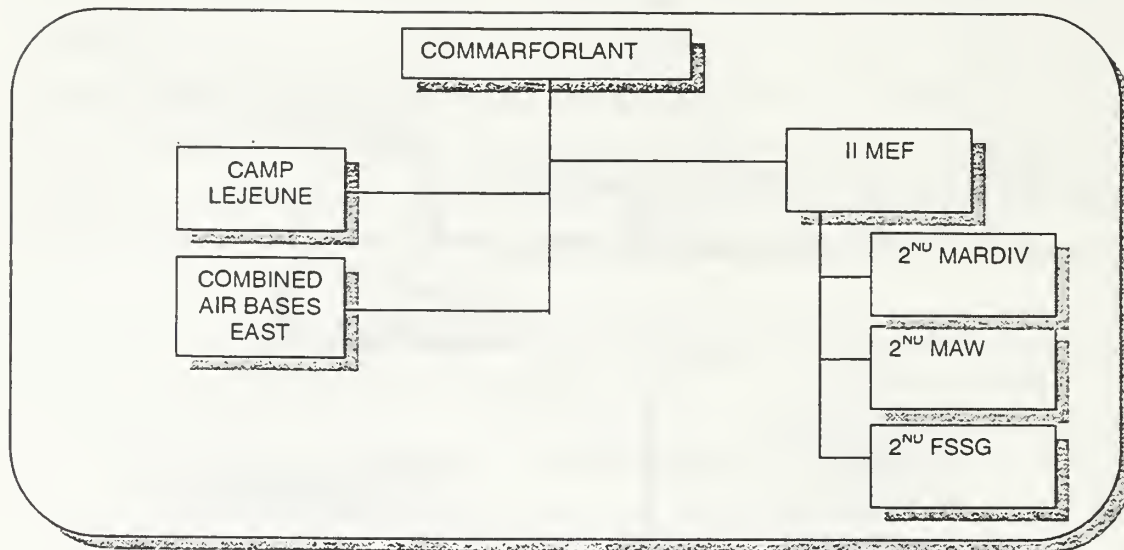 COMMARFORLANT
CAMP
LEJEUNE
II MEF
COMBINED
AIR BASES
EAST
2ND MARDIV
2ND MAW
2ND FSSG